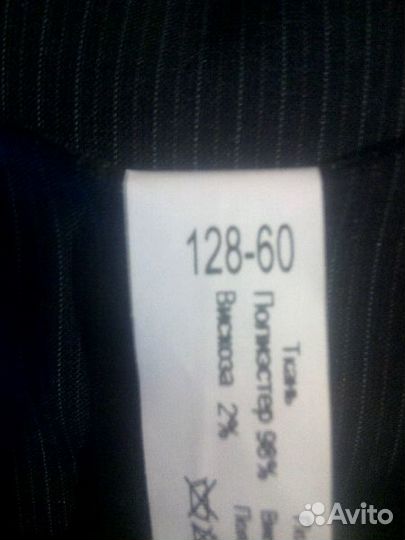 128-60
Ткань
Полиэстер 98%
Вискоза 2%
Avito